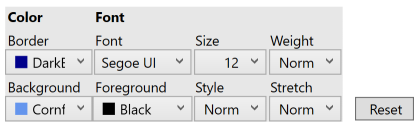 Color Font
Border Font Size Weight
DarkB Segoe UI 12 Norm
Background Foreground Style Stretch
Cornf Black Norm Norm Reset